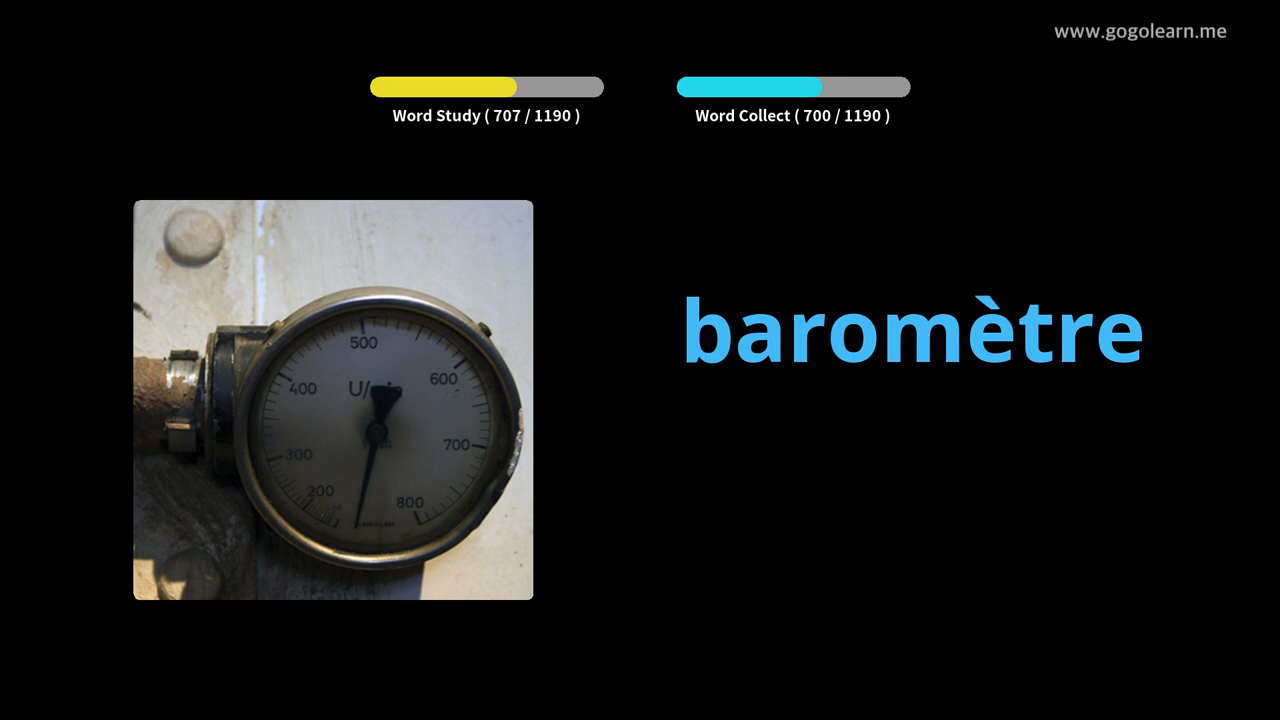 www.gogolearn.me
Word Study ( 707 / 1190 )
Word Collect ( 700 / 1190 )
baromètre
500
400
600
U/
300
700
200
800